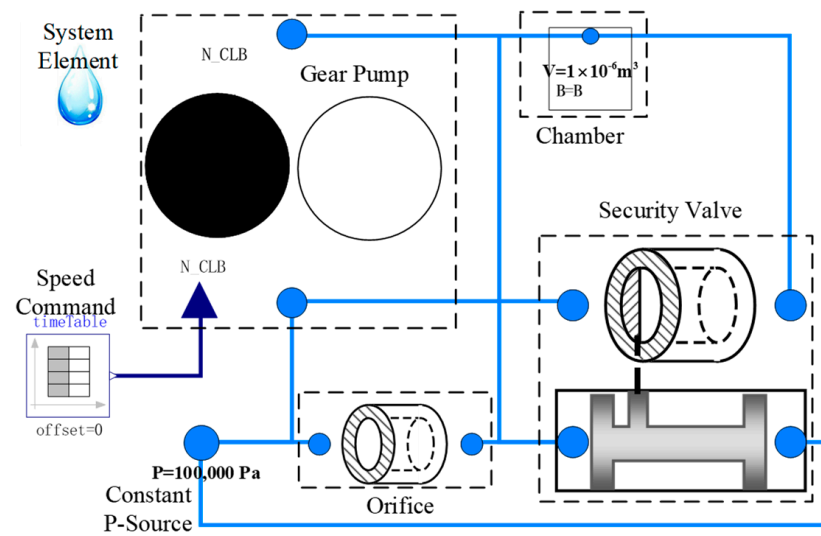 System
Element
N_CLB
Gear Pump
V=1×10⁻⁶m³
B=B
Chamber
Security Valve
N_CLB
Speed
Command
timeTable
offset=0
P=100,000 Pa
Constant
P-Source
Orifice